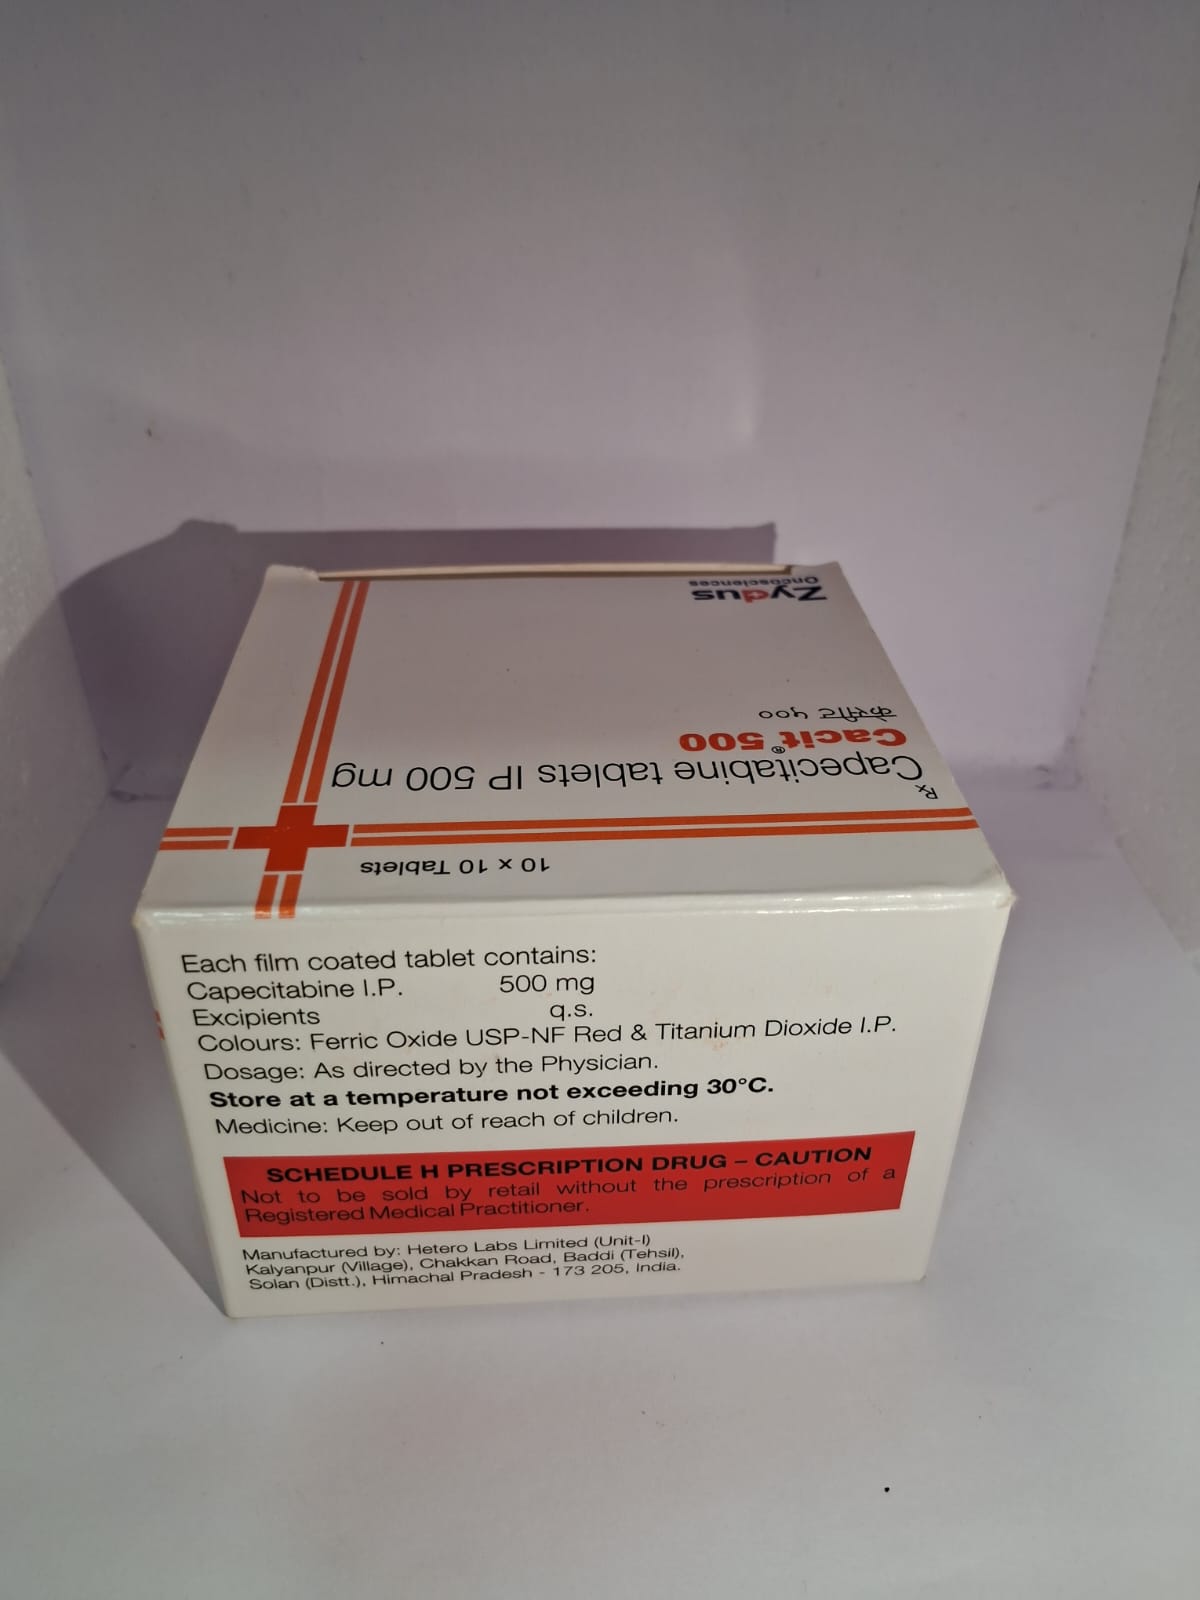 Zydus
Oncosciences
Rx
Capecitabine tablets IP 500 mg
Cacit® 500
केसीट ५००
10 x 10 Tablets
Each film coated tablet contains:
Capecitabine I.P. 500 mg
Excipients q.s.
Colours: Ferric Oxide USP-NF Red & Titanium Dioxide I.P.
Dosage: As directed by the Physician.
Store at a temperature not exceeding 30°C.
Medicine: Keep out of reach of children.
SCHEDULE H PRESCRIPTION DRUG – CAUTION
Not to be sold by retail without the prescription of a
Registered Medical Practitioner.
Manufactured by: Hetero Labs Limited (Unit-I)
Kalyanpur (Village), Chakkan Road, Baddi (Tehsil),
Solan (Distt.), Himachal Pradesh - 173 205, India.